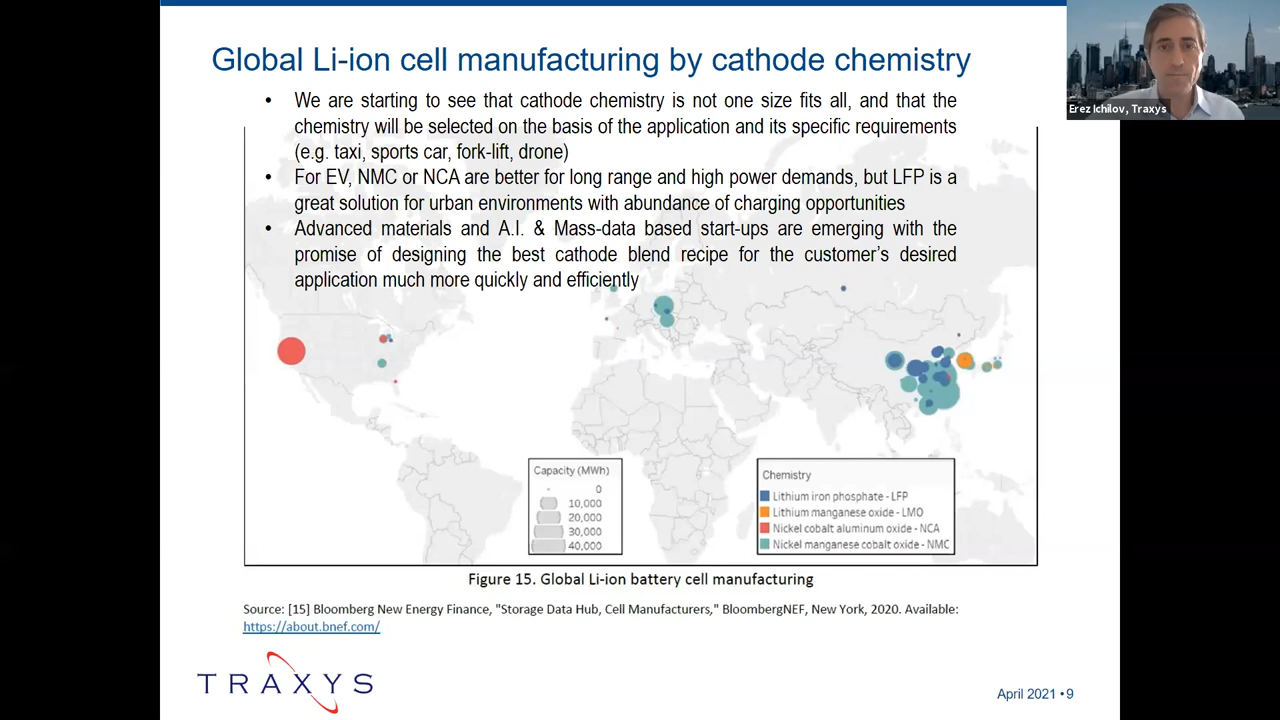 Global Li-ion cell manufacturing by cathode chemistry
Erez Ichilov, Traxys
• We are starting to see that cathode chemistry is not one size fits all, and that the
chemistry will be selected on the basis of the application and its specific requirements
(e.g. taxi, sports car, fork-lift, drone)
• For EV, NMC or NCA are better for long range and high power demands, but LFP is a
great solution for urban environments with abundance of charging opportunities
• Advanced materials and A.I. & Mass-data based start-ups are emerging with the
promise of designing the best cathode blend recipe for the customer's desired
application much more quickly and efficiently
Capacity (MWh)
0
10,000
20,000
30,000
40,000
Chemistry
Lithium iron phosphate - LFP
Lithium manganese oxide - LMO
Nickel cobalt aluminum oxide - NCA
Nickel manganese cobalt oxide - NMC
Figure 15. Global Li-ion battery cell manufacturing
Source: [15] Bloomberg New Energy Finance, "Storage Data Hub, Cell Manufacturers," BloombergNEF, New York, 2020. Available:
https://about.bnef.com/
TRAXYS
April 2021 • 9